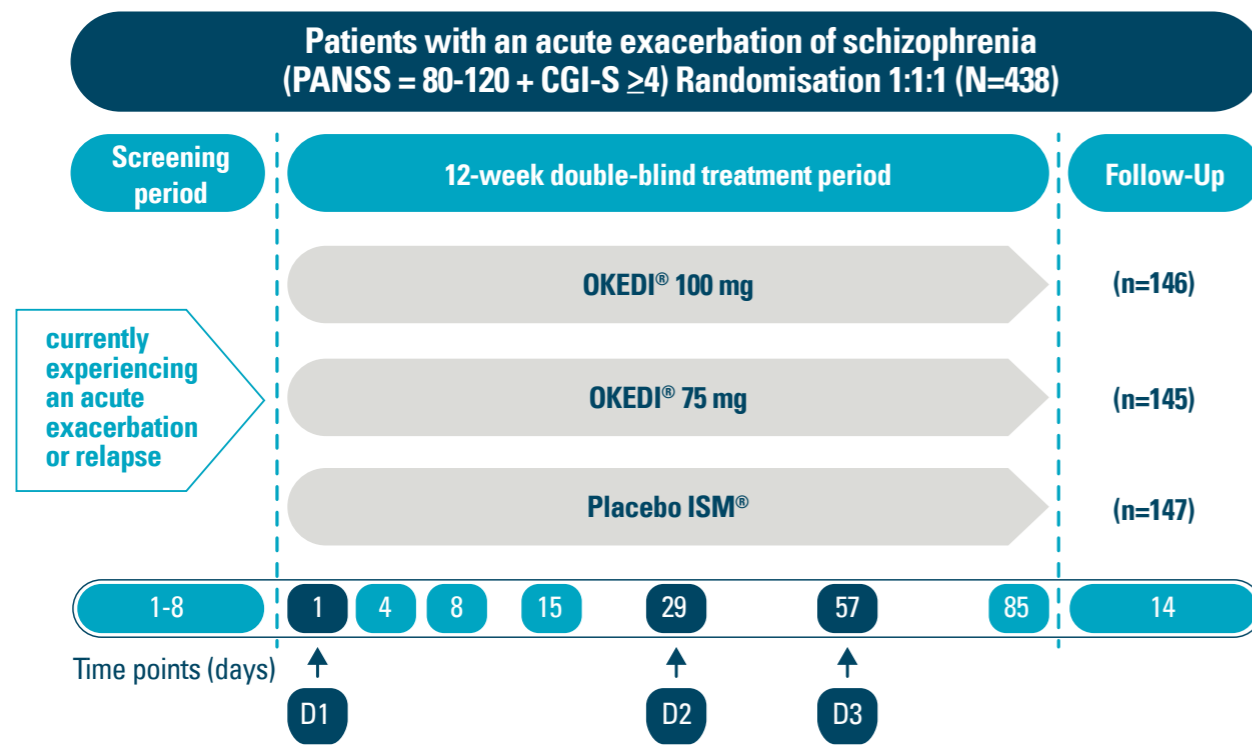 Patients with an acute exacerbation of schizophrenia
(PANSS = 80-120 + CGI-S ≥4) Randomisation 1:1:1 (N=438)
Screening
period
12-week double-blind treatment period
Follow-Up
currently
experiencing
an acute
exacerbation
or relapse
OKEDI® 100 mg
(n=146)
OKEDI® 75 mg
(n=145)
Placebo ISM®
(n=147)
1-8 1 4 8 15 29 57 85 14
Time points (days)
D1 D2 D3